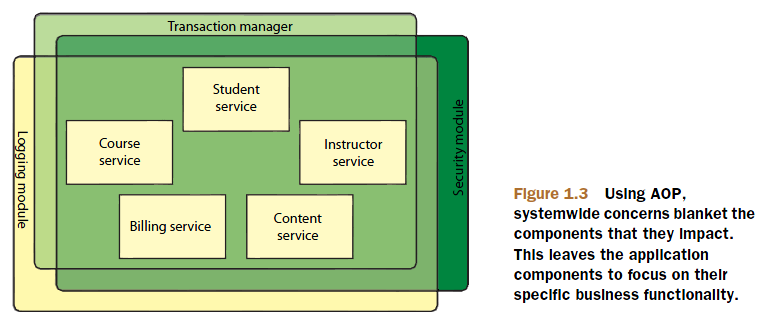 Transaction manager
Student
service
Course
service
Instructor
service
Billing service
Content
service
Logging module
Security module
Figure 1.3 Using AOP,
systemwide concerns blanket the
components that they impact.
This leaves the application
components to focus on their
specific business functionality.